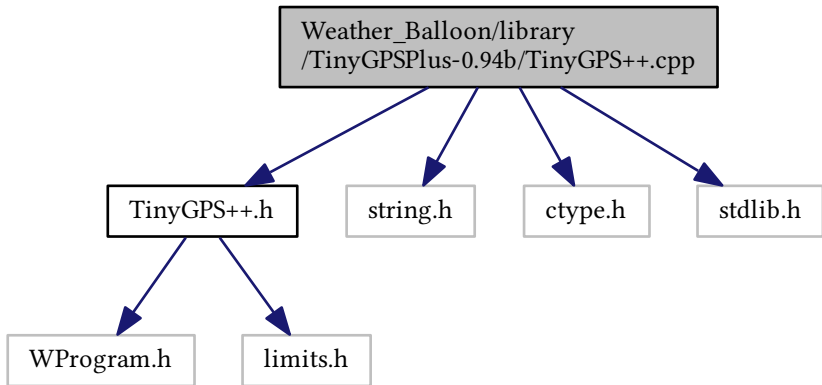 Weather_Balloon/library
/TinyGPSPlus-0.94b/TinyGPS++.cpp
TinyGPS++.h
string.h
ctype.h
stdlib.h
WProgram.h
limits.h